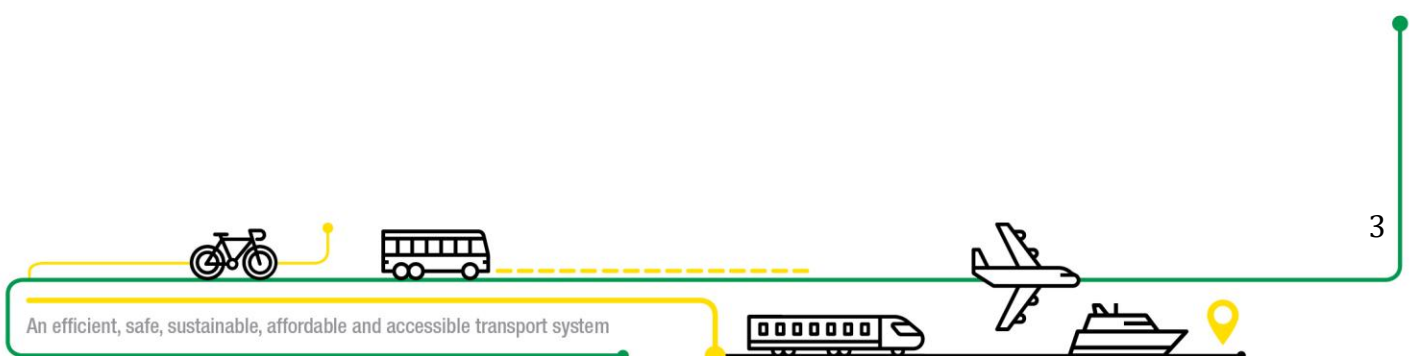 3
An efficient, safe, sustainable, affordable and accessible transport system